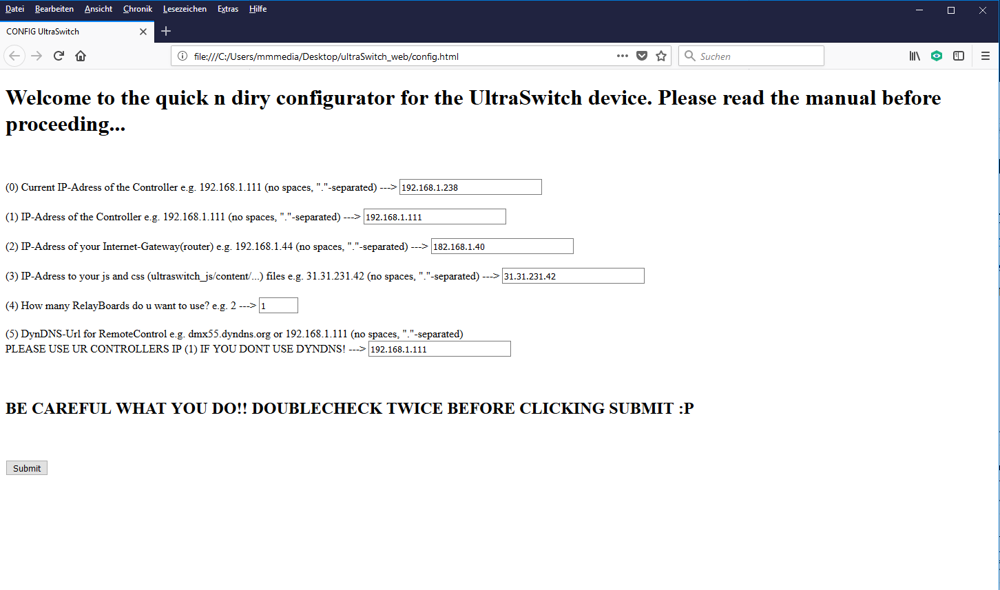 Datei Bearbeiten Ansicht Chronik Lesezeichen Extras Hilfe
CONFIG UltraSwitch
file:///C:/Users/mmmedia/Desktop/ultraSwitch_web/config.html
Suchen
Welcome to the quick n diry configurator for the UltraSwitch device. Please read the manual before
proceeding...
(0) Current IP-Adress of the Controller e.g. 192.168.1.111 (no spaces, "."-separated) ---> 192.168.1.238
(1) IP-Adress of the Controller e.g. 192.168.1.111 (no spaces, "."-separated) ---> 192.168.1.111
(2) IP-Adress of your Internet-Gateway(router) e.g. 192.168.1.44 (no spaces, "."-separated) ---> 182.168.1.40
(3) IP-Adress to your js and css (ultraswitch_js/content/...) files e.g. 31.31.231.42 (no spaces, "."-separated) ---> 31.31.231.42
(4) How many RelayBoards do u want to use? e.g. 2 ---> 1
(5) DynDNS-Url for RemoteControl e.g. dmx55.dyndns.org or 192.168.1.111 (no spaces, "."-separated)
PLEASE USE UR CONTROLLERS IP (1) IF YOU DONT USE DYNDNS! ---> 192.168.1.111
BE CAREFUL WHAT YOU DO!! DOUBLECHECK TWICE BEFORE CLICKING SUBMIT :P
Submit